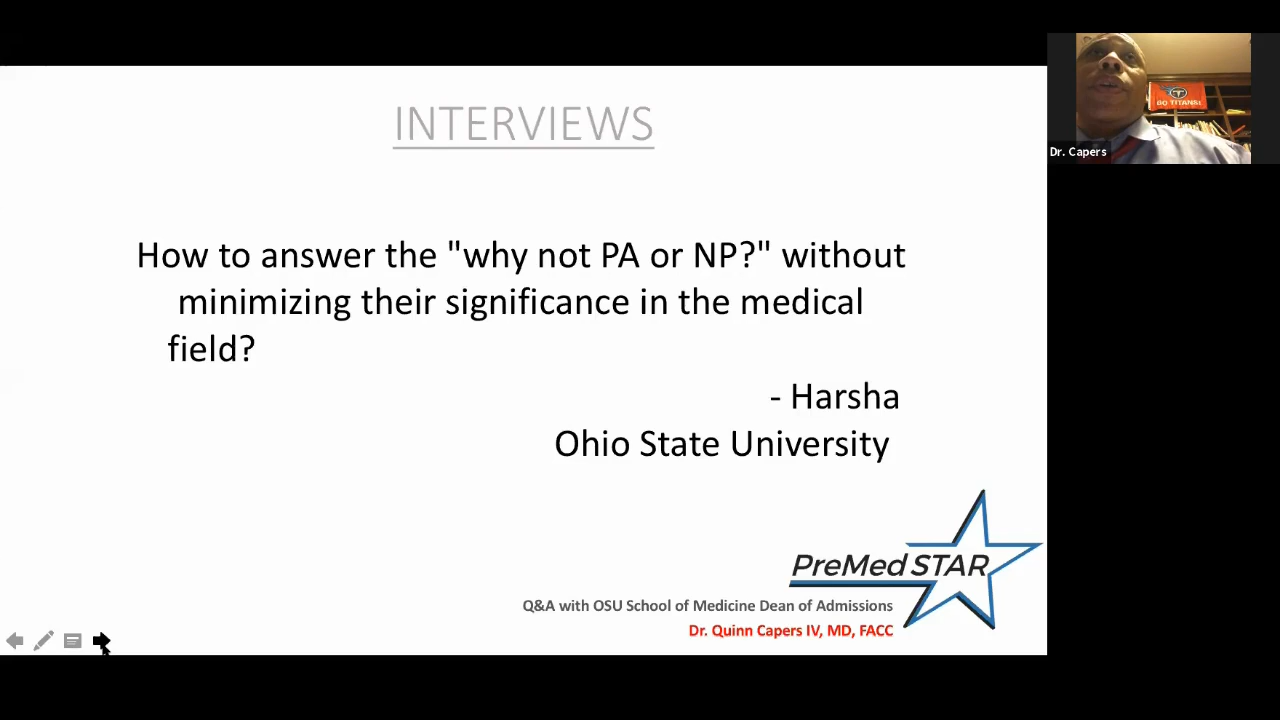 INTERVIEWS
How to answer the "why not PA or NP?" without
minimizing their significance in the medical
field?
- Harsha
Ohio State University
PreMed STAR
Q&A with OSU School of Medicine Dean of Admissions
Dr. Quinn Capers IV, MD, FACC
GO TITANS!
Dr. Capers